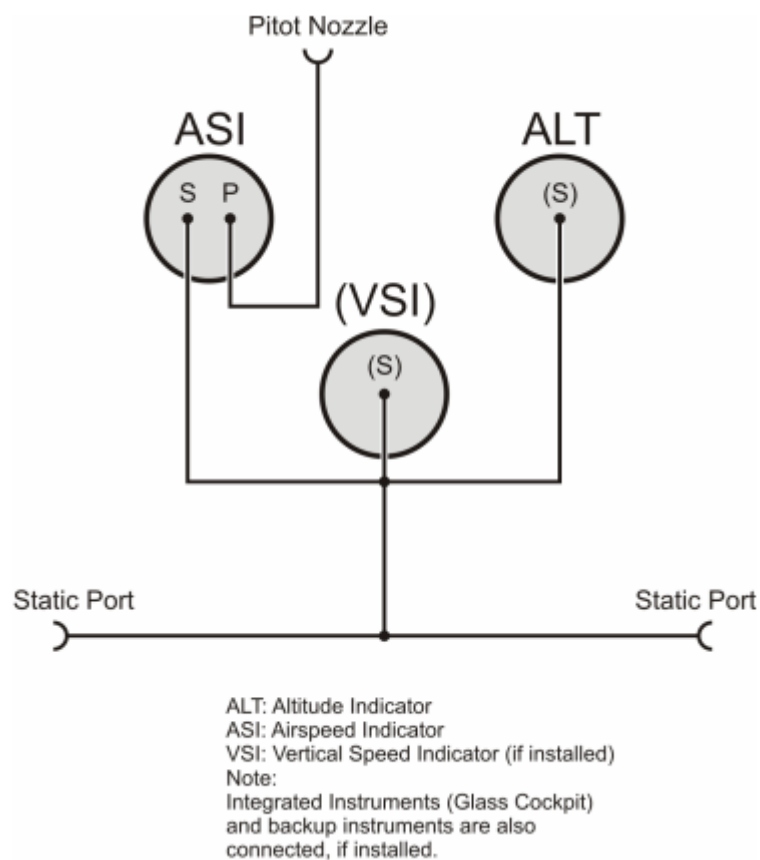 Pitot Nozzle
ASI
ALT
S P
(S)
(VSI)
(S)
Static Port
Static Port
ALT: Altitude Indicator
ASI: Airspeed Indicator
VSI: Vertical Speed Indicator (if installed)
Note:
Integrated Instruments (Glass Cockpit)
and backup instruments are also
connected, if installed.